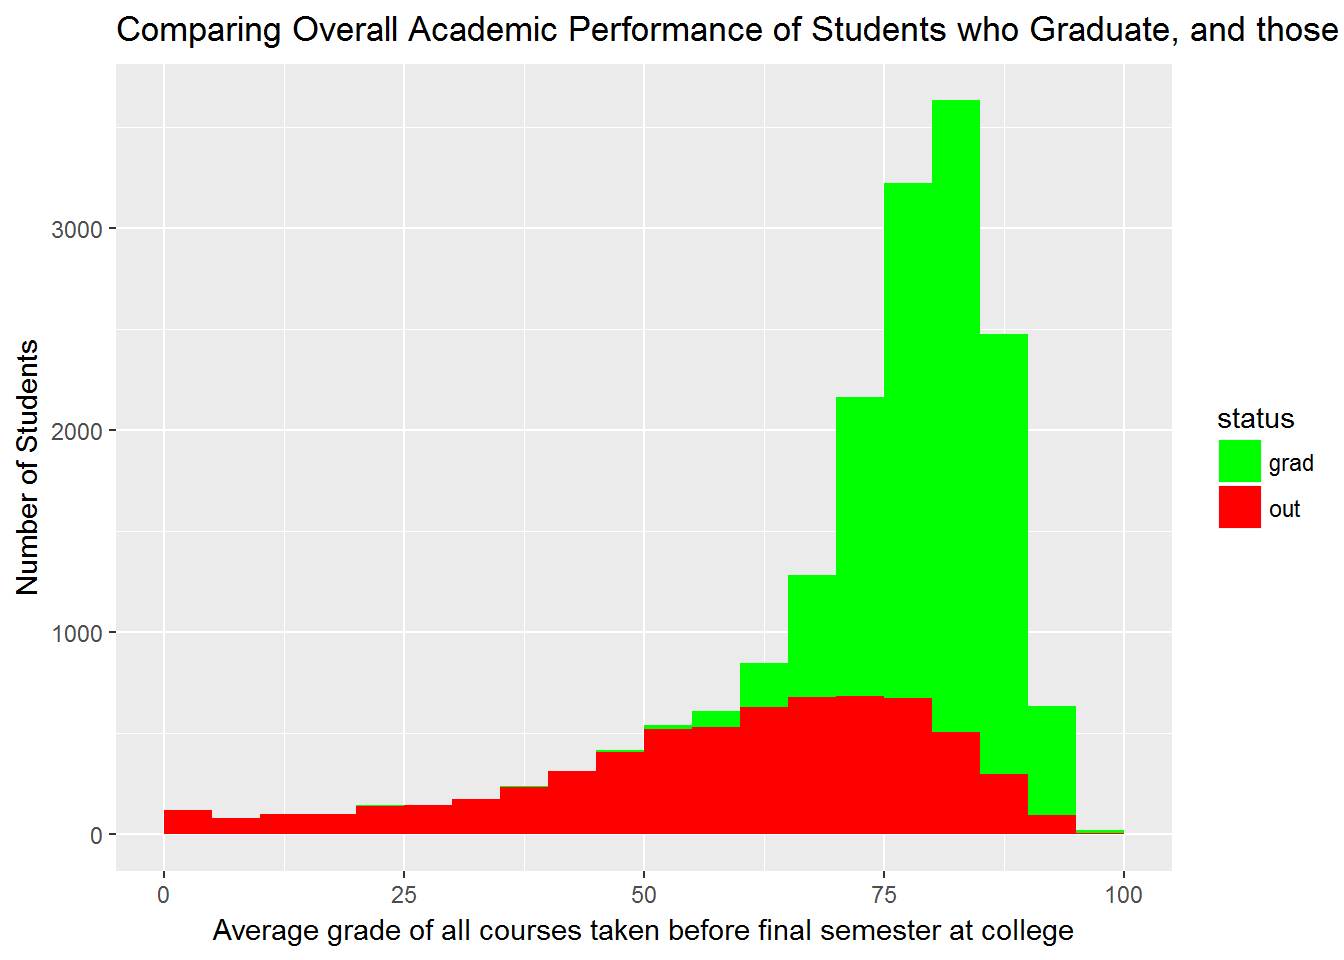 Comparing Overall Academic Performance of Students who Graduate, and those
Number of Students
3000
2000
1000
0
0 25 50 75 100
Average grade of all courses taken before final semester at college
status
grad
out